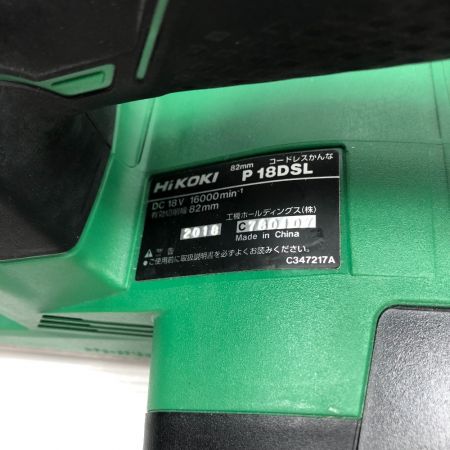 82mm コードレスかんな
HiKOKI P 18DSL
DC 18V 16000min⁻¹
有効切削幅 82mm 工機ホールディングス(株)
2018 C780107
Made in China
⚠警告
●ご使用前に取扱説明書を必ずよくお読みください。
C347217A